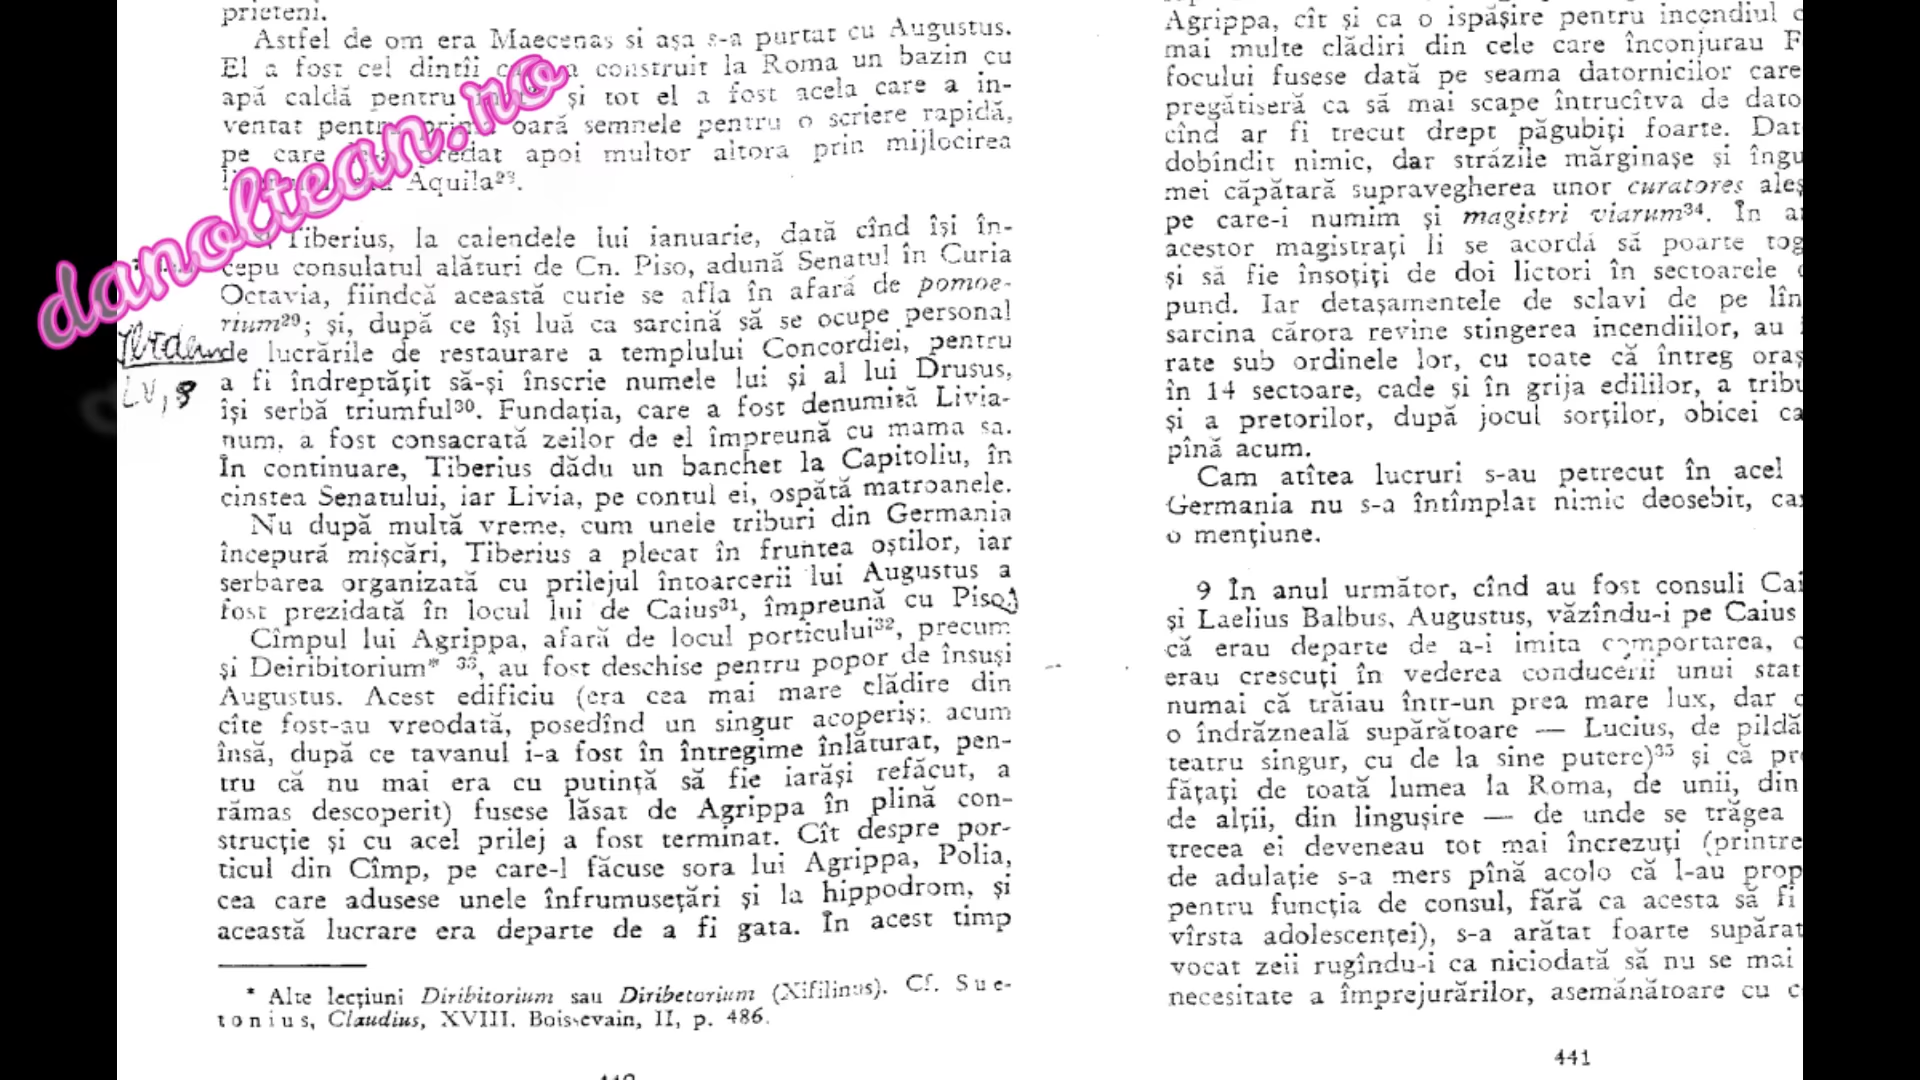 prieteni.
Astfel de om era Maecenas si așa s-a purtat cu Augustus.
El a fost cel dintîi construit la Roma un bazin cu
apă caldă pentru și tot el a fost acela care a in-
ventat pentru prima oară semnele pentru o scriere rapidă,
pe care predat apoi multor altora prin mijlocirea
Aquila²⁸.
Tiberius, la calendele lui ianuarie, dată cînd își în-
cepu consulatul alături de Cn. Piso, adună Senatul în Curia
Octavia, fiindcă această curie se afla în afară de pomoe-
rium²⁹; și, după ce își luă ca sarcină să se ocupe personal
de lucrările de restaurare a templului Concordiei, pentru
a fi îndreptățit să-și înscrie numele lui și al lui Drusus,
își serbă triumful³⁰. Fundația, care a fost denumită Livia-
num, a fost consacrată zeilor de el împreună cu mama sa.
În continuare, Tiberius dădu un banchet la Capitoliu, în
cinstea Senatului, iar Livia, pe contul ei, ospătă matroanele.
Nu după multă vreme, cum unele triburi din Germania
începură mișcări, Tiberius a plecat în fruntea oștilor, iar
serbarea organizată cu prilejul întoarcerii lui Augustus a
fost prezidată în locul lui de Caius³¹, împreună cu Piso.
Cîmpul lui Agrippa, afară de locul porticului³², precum
și Deiribitorium* ³³, au fost deschise pentru popor de însuși
Augustus. Acest edificiu (era cea mai mare clădire din
cîte fost-au vreodată, posedînd un singur acoperiș; acum
însă, după ce tavanul i-a fost în întregime înlăturat, pen-
tru că nu mai era cu putință să fie iarăși refăcut, a
rămas descoperit) fusese lăsat de Agrippa în plină con-
strucție și cu acel prilej a fost terminat. Cît despre por-
ticul din Cîmp, pe care-l făcuse sora lui Agrippa, Polia,
cea care adusese unele înfrumusețări și la hippodrom, și
această lucrare era departe de a fi gata. În acest timp
* Alte lecțiuni Diribitorium sau Diribetorium (Xifilinus). Cf. Sue-
tonius, Claudius, XVIII. Boissevain, II, p. 486.
LV, 8
danoltean.ro
Agrippa, cît și ca o ispășire pentru incendiul
mai multe clădiri din cele care înconjurau F
focului fusese dată pe seama datornicilor care
pregătiseră ca să mai scape întrucîtva de dato
cînd ar fi trecut drept păgubiți foarte. Dat
dobîndit nimic, dar străzile mărginașe și îngu
mei căpătară supravegherea unor curatores aleș
pe care-i numim și magistri viarum³⁴. În a
acestor magistrați li se acordă să poarte tog
și să fie însoțiți de doi lictori în sectoarele
pund. Iar detașamentele de sclavi de pe lîn
sarcina cărora revine stingerea incendiilor, au
rate sub ordinele lor, cu toate că întreg oraș
în 14 sectoare, cade și în grija edililor, a tribu
și a pretorilor, după jocul sorților, obicei ca
pînă acum.
Cam atîtea lucruri s-au petrecut în acel
Germania nu s-a întîmplat nimic deosebit, ca
o mențiune.
9 În anul următor, cînd au fost consuli Cai
și Laelius Balbus, Augustus, văzîndu-i pe Caius
că erau departe de a-i imita comportarea,
erau crescuți în vederea conducerii unui stat
numai că trăiau într-un prea mare lux, dar
o îndrăzneală supărătoare — Lucius, de pildă
teatru singur, cu de la sine putere)³⁵ și că pr
fățați de toată lumea la Roma, de unii, din
de alții, din lingușire — de unde se trăgea
trecea ei deveneau tot mai încrezuți (printre
de adulație s-a mers pînă acolo că l-au prop
pentru funcția de consul, fără ca acesta să fi
vîrsta adolescenței), s-a arătat foarte supărat
vocat zeii rugîndu-i ca niciodată să nu se mai
necesitate a împrejurărilor, asemănătoare cu c
441